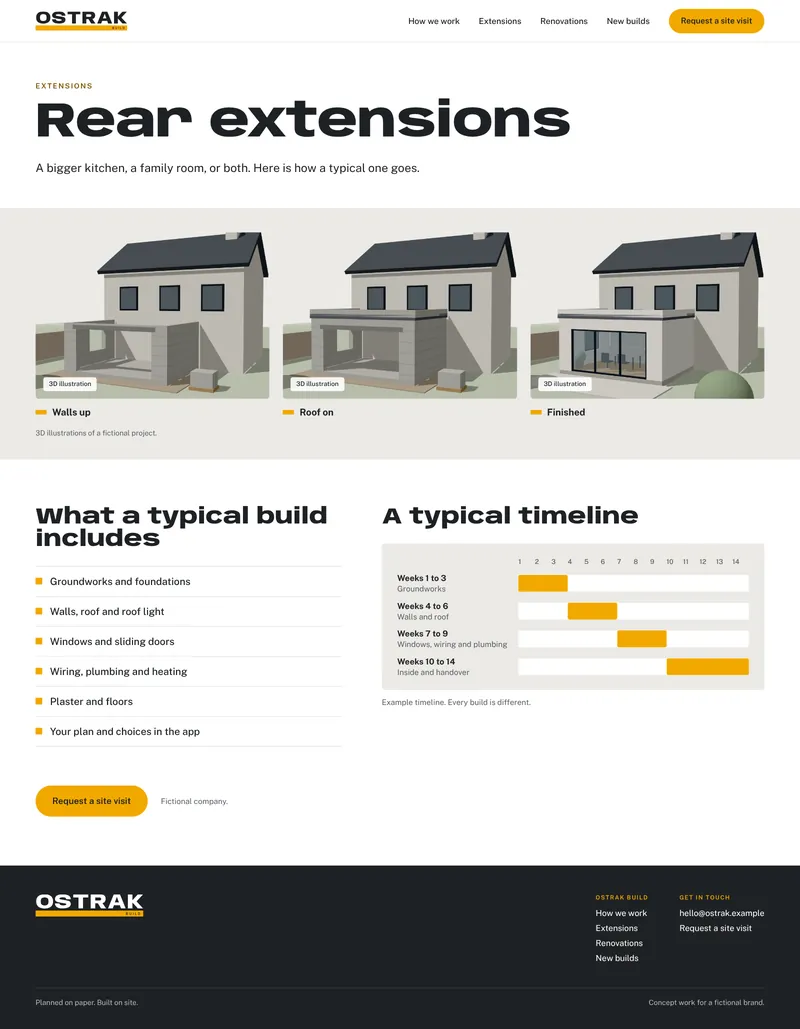 OSTRAK
BUILD
How we work
Extensions
Renovations
New builds
Request a site visit
EXTENSIONS
Rear extensions
A bigger kitchen, a family room, or both. Here is how a typical one goes.
3D illustration
3D illustration
3D illustration
Walls up
Roof on
Finished
3D illustrations of a fictional project.
What a typical build
includes
Groundworks and foundations
Walls, roof and roof light
Windows and sliding doors
Wiring, plumbing and heating
Plaster and floors
Your plan and choices in the app
A typical timeline
1 2 3 4 5 6 7 8 9 10 11 12 13 14
Weeks 1 to 3
Groundworks
Weeks 4 to 6
Walls and roof
Weeks 7 to 9
Windows, wiring and plumbing
Weeks 10 to 14
Inside and handover
Example timeline. Every build is different.
Request a site visit
Fictional company.
OSTRAK
BUILD
OSTRAK BUILD
How we work
Extensions
Renovations
New builds
GET IN TOUCH
hello@ostrak.example
Request a site visit
Planned on paper. Built on site.
Concept work for a fictional brand.